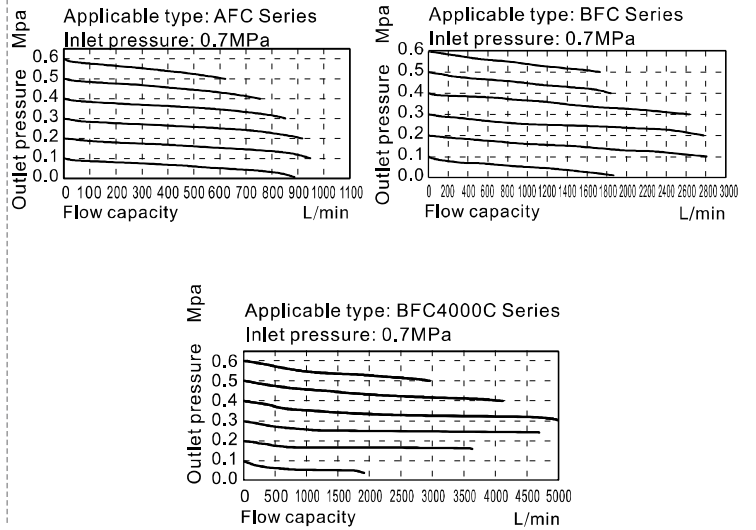 Applicable type: AFC Series
Inlet pressure: 0.7MPa
Mpa
Outlet pressure
0.6
0.5
0.4
0.3
0.2
0.1
0.0
0 100 200 300 400 500 600 700 800 900 1000 1100
Flow capacity L/min
Applicable type: BFC Series
Inlet pressure: 0.7MPa
Mpa
Outlet pressure
0.6
0.5
0.4
0.3
0.2
0.1
0.0
0 200 400 600 800 1000 1200 1400 1600 1800 2000 2200 2400 2600 2800 3000
Flow capacity L/min
Applicable type: BFC4000C Series
Inlet pressure: 0.7MPa
Mpa
Outlet pressure
0.6
0.5
0.4
0.3
0.2
0.1
0.0
0 500 1000 1500 2000 2500 3000 3500 4000 4500 5000
Flow capacity L/min